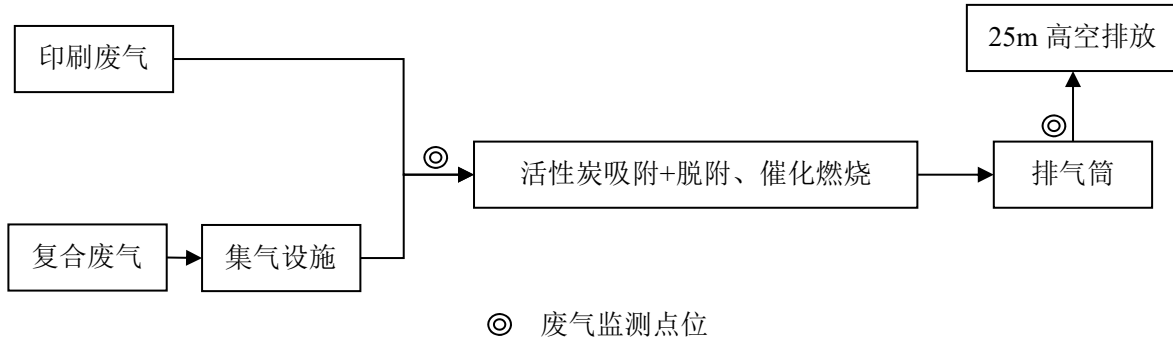 25m 高空排放
印刷废气
活性炭吸附+脱附、催化燃烧
排气筒
复合废气
集气设施
◎ 废气监测点位